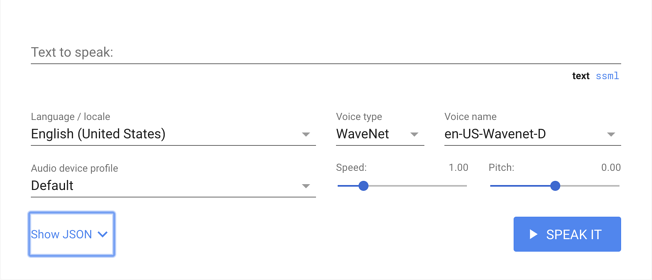 Text to speak:
text ssml
Language / locale Voice type Voice name
English (United States) WaveNet en-US-Wavenet-D
Audio device profile Speed: 1.00 Pitch: 0.00
Default
Show JSON SPEAK IT